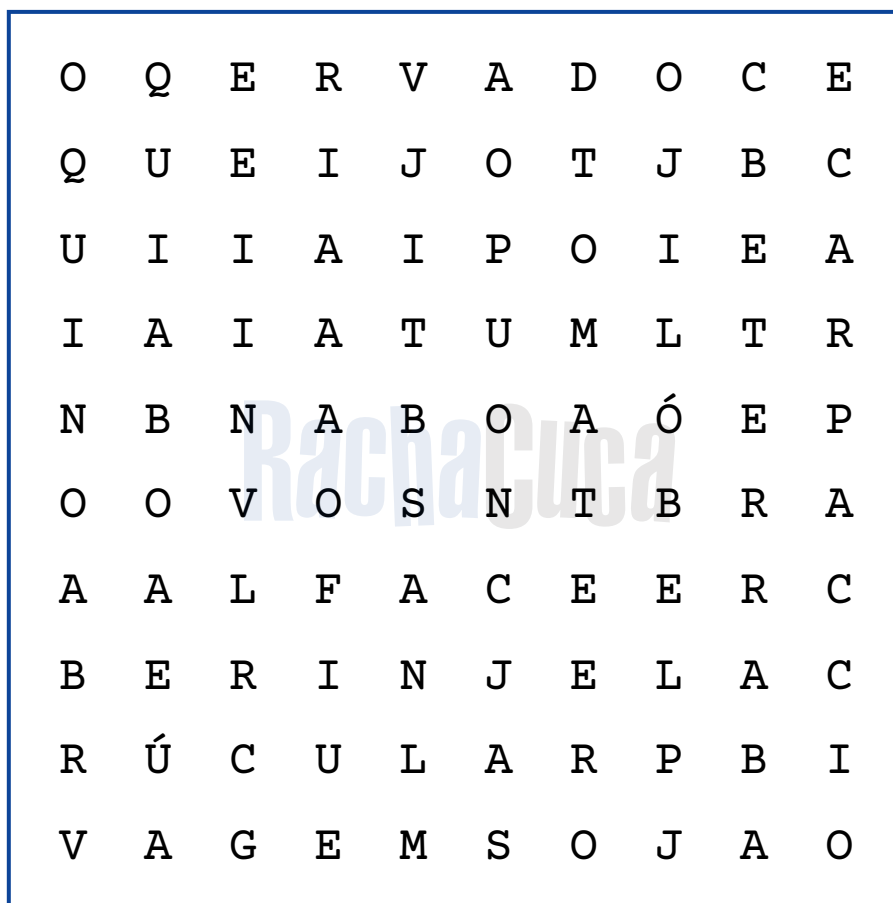 O Q E R V A D O C E
Q U E I J O T J B C
U I I A I P O I E A
I A I A T U M L T R
N B N A B O A Ó E P
RachaCuca
O O V O S N T B R A
A A L F A C E E R C
B E R I N J E L A C
R Ú C U L A R P B I
V A G E M S O J A O